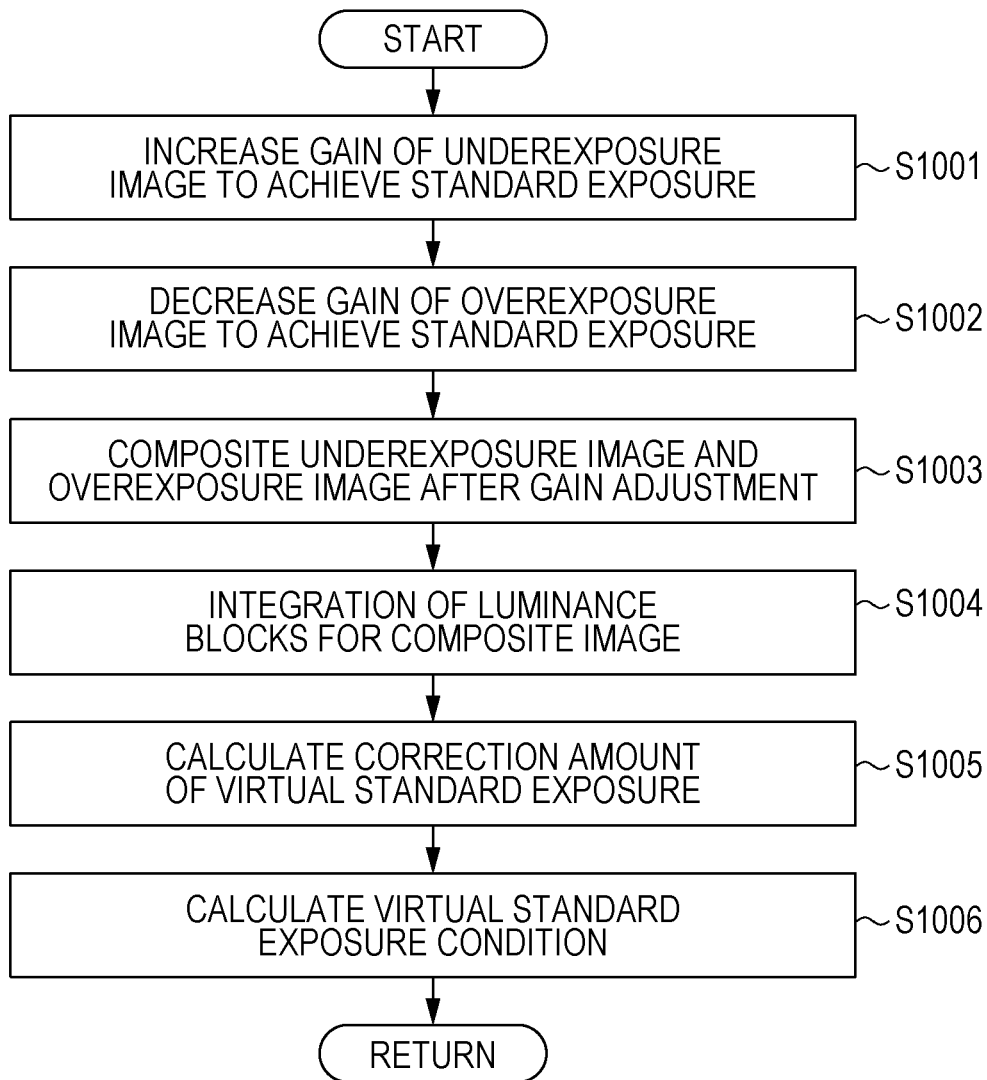 START
INCREASE GAIN OF UNDEREXPOSURE
IMAGE TO ACHIEVE STANDARD EXPOSURE
S1001
DECREASE GAIN OF OVEREXPOSURE
IMAGE TO ACHIEVE STANDARD EXPOSURE
S1002
COMPOSITE UNDEREXPOSURE IMAGE AND
OVEREXPOSURE IMAGE AFTER GAIN ADJUSTMENT
S1003
INTEGRATION OF LUMINANCE
BLOCKS FOR COMPOSITE IMAGE
S1004
CALCULATE CORRECTION AMOUNT
OF VIRTUAL STANDARD EXPOSURE
S1005
CALCULATE VIRTUAL STANDARD
EXPOSURE CONDITION
S1006
RETURN